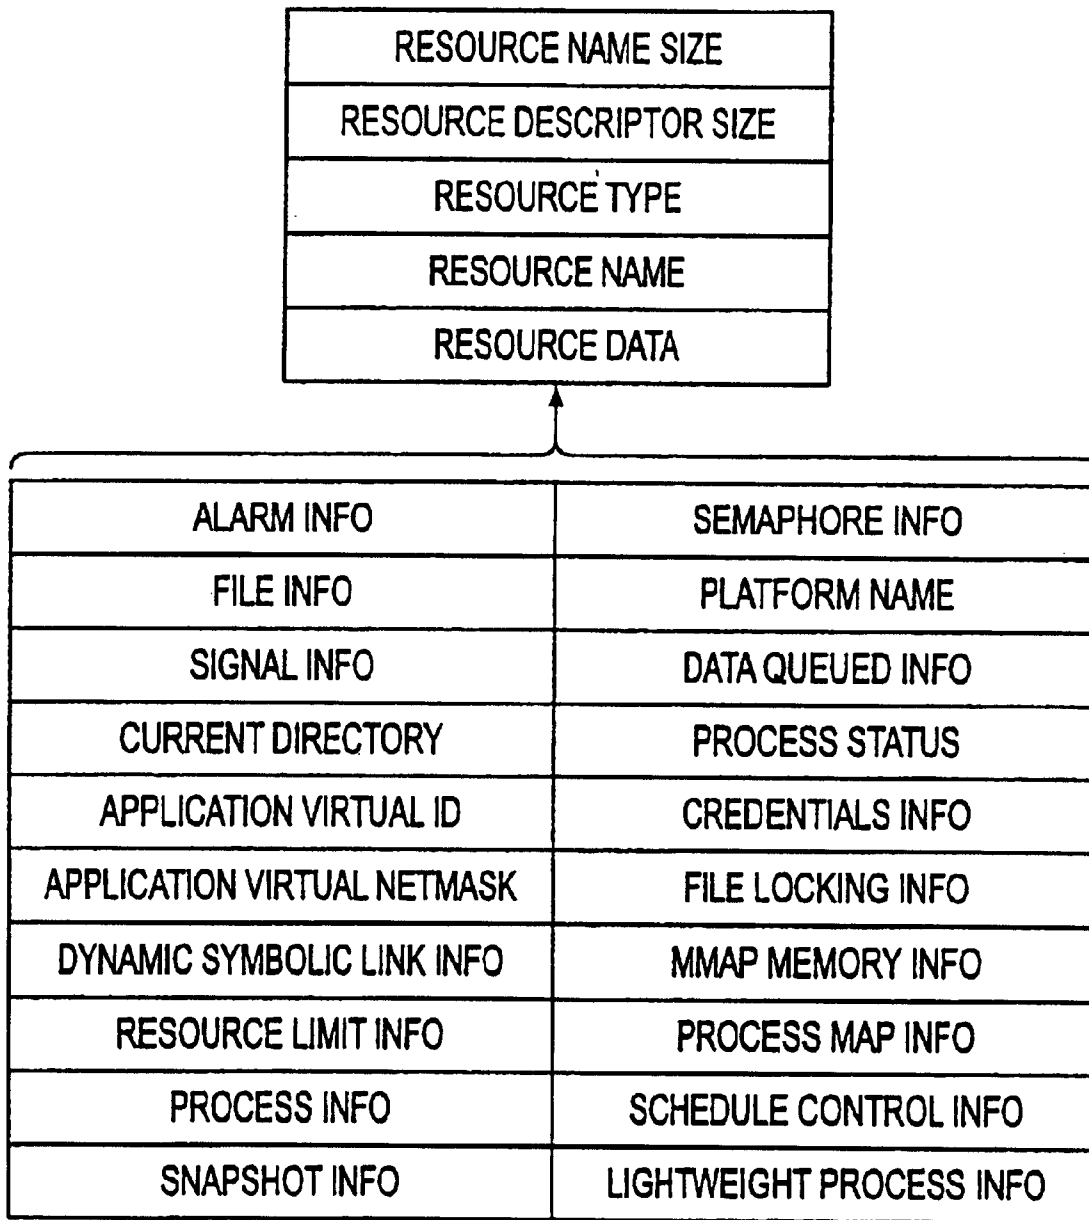 RESOURCE NAME SIZE
RESOURCE DESCRIPTOR SIZE
RESOURCE TYPE
RESOURCE NAME
RESOURCE DATA
ALARM INFO
SEMAPHORE INFO
FILE INFO
PLATFORM NAME
SIGNAL INFO
DATA QUEUED INFO
CURRENT DIRECTORY
PROCESS STATUS
APPLICATION VIRTUAL ID
CREDENTIALS INFO
APPLICATION VIRTUAL NETMASK
FILE LOCKING INFO
DYNAMIC SYMBOLIC LINK INFO
MMAP MEMORY INFO
RESOURCE LIMIT INFO
PROCESS MAP INFO
PROCESS INFO
SCHEDULE CONTROL INFO
SNAPSHOT INFO
LIGHTWEIGHT PROCESS INFO